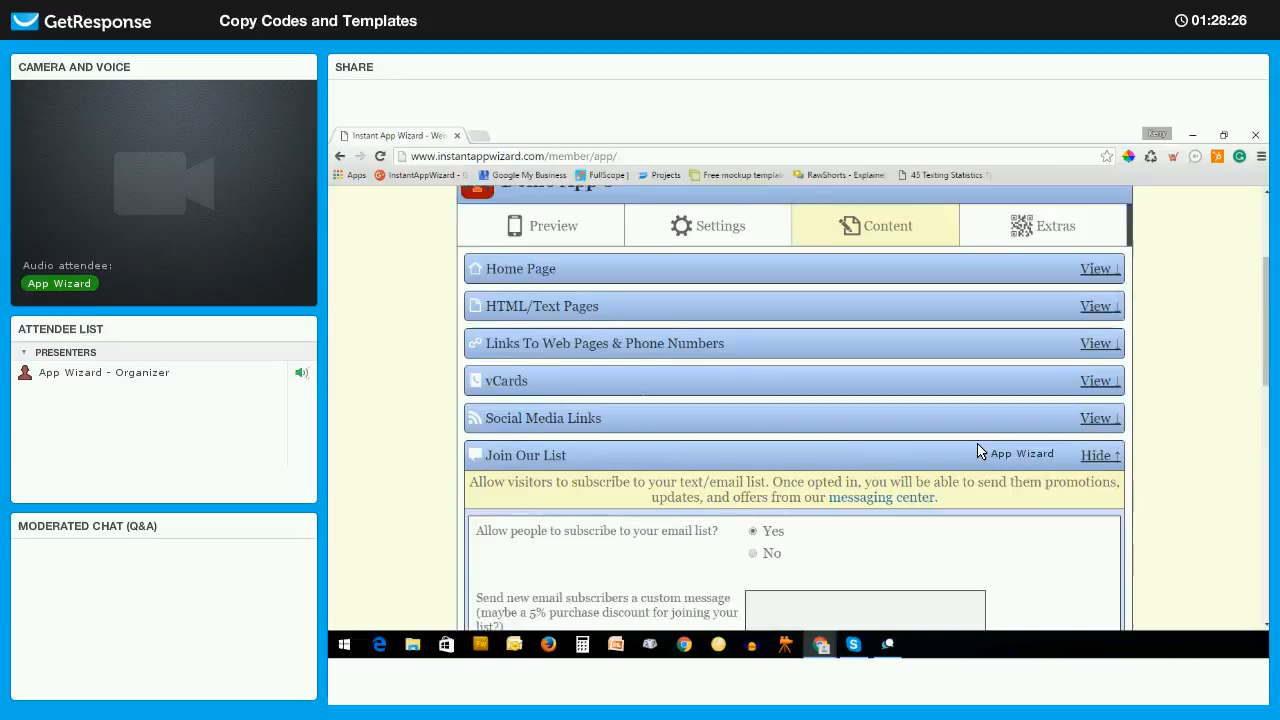 GetResponse
Copy Codes and Templates
01:28:26
CAMERA AND VOICE
Audio attendee:
App Wizard
ATTENDEE LIST
PRESENTERS
App Wizard - Organizer
MODERATED CHAT (Q&A)
SHARE
Instant App Wizard - Web
Kerry
www.instantappwizard.com/member/app/
Apps
InstantAppWizard - G
Google My Business
FullScope |
Projects
Free mockup templat
RawShorts - Explaine
45 Texting Statistics T
Preview
Settings
Content
Extras
Home Page View ↓
HTML/Text Pages View ↓
Links To Web Pages & Phone Numbers View ↓
vCards View ↓
Social Media Links View ↓
Join Our List Hide ↑
App Wizard
Allow visitors to subscribe to your text/email list. Once opted in, you will be able to send them promotions,
updates, and offers from our messaging center.
Allow people to subscribe to your email list? Yes
No
Send new email subscribers a custom message
(maybe a 5% purchase discount for joining your
list?)